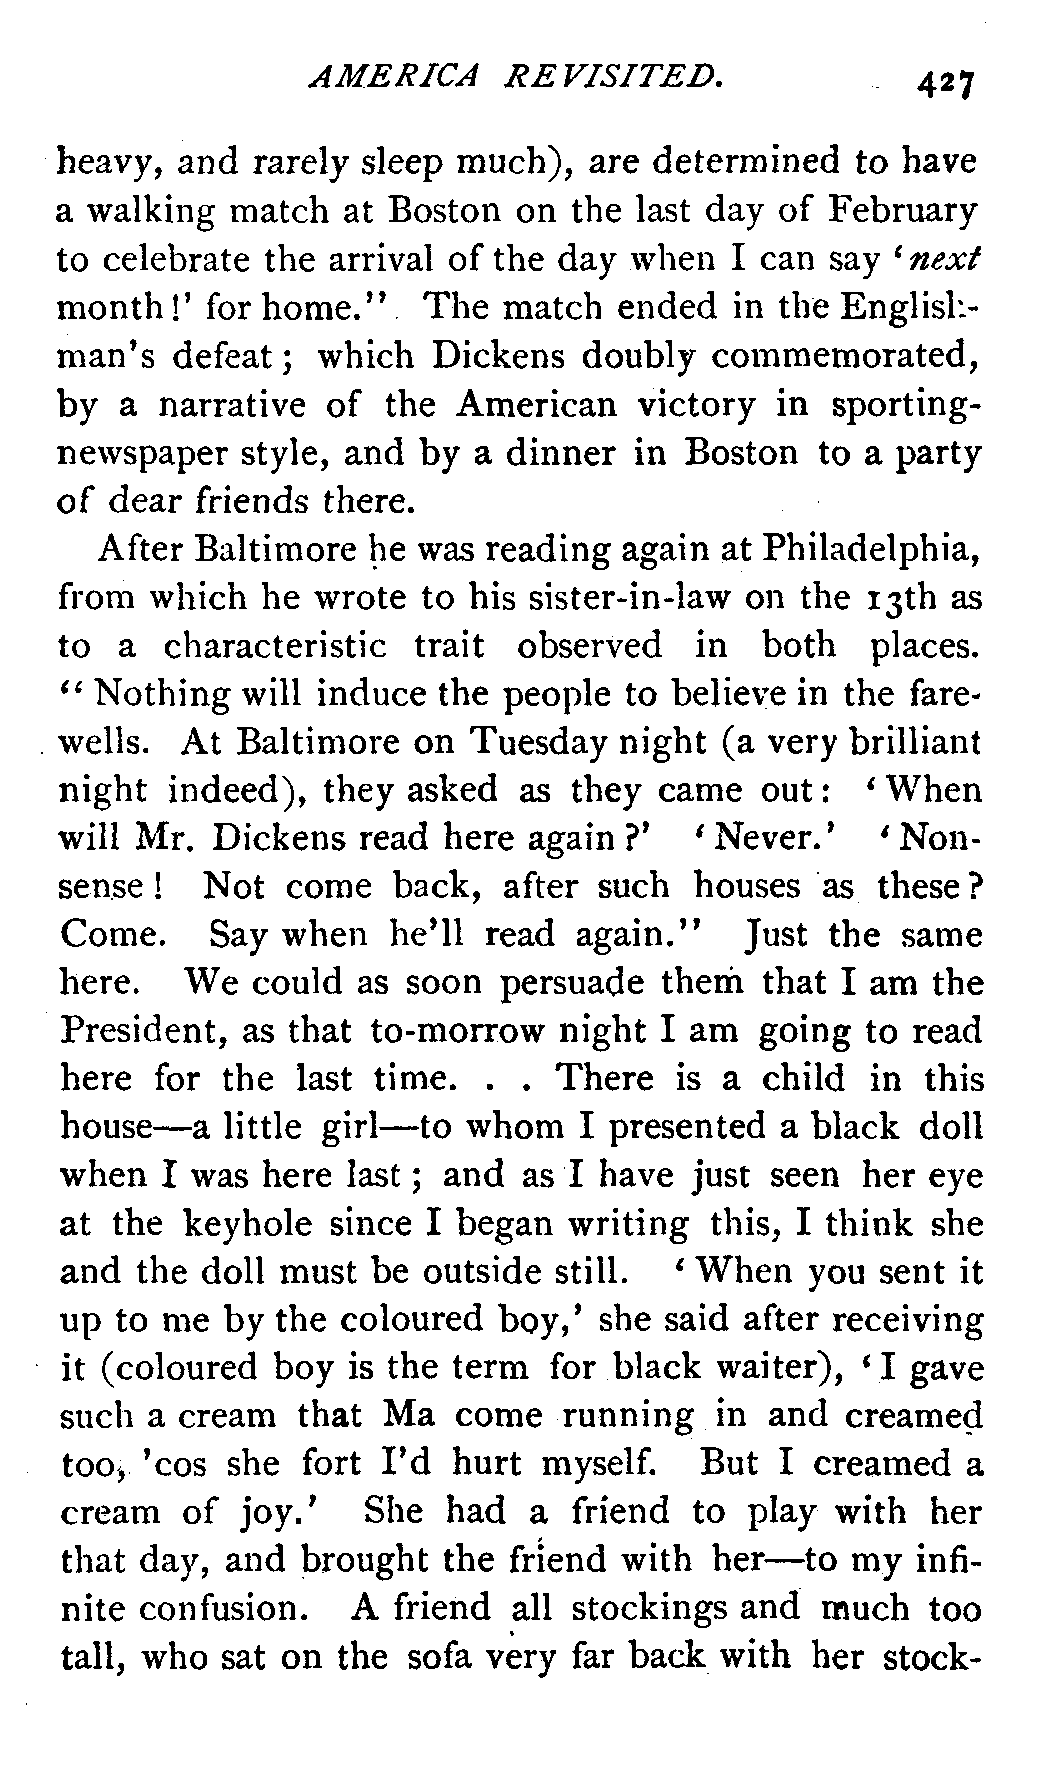 AMERICA REVISITED. 427
heavy, and rarely sleep much), are determined to have
a walking match at Boston on the last day of February
to celebrate the arrival of the day when I can say ‘next
month!’ for home.” The match ended in the English-
man’s defeat; which Dickens doubly commemorated,
by a narrative of the American victory in sporting-
newspaper style, and by a dinner in Boston to a party
of dear friends there.
After Baltimore he was reading again at Philadelphia,
from which he wrote to his sister-in-law on the 13th as
to a characteristic trait observed in both places.
“Nothing will induce the people to believe in the fare-
wells. At Baltimore on Tuesday night (a very brilliant
night indeed), they asked as they came out: ‘When
will Mr. Dickens read here again?’ ‘Never.’ ‘Non-
sense! Not come back, after such houses as these?
Come. Say when he’ll read again.” Just the same
here. We could as soon persuade them that I am the
President, as that to-morrow night I am going to read
here for the last time. . . There is a child in this
house—a little girl—to whom I presented a black doll
when I was here last; and as I have just seen her eye
at the keyhole since I began writing this, I think she
and the doll must be outside still. ‘When you sent it
up to me by the coloured boy,’ she said after receiving
it (coloured boy is the term for black waiter), ‘I gave
such a cream that Ma come running in and creamed
too, ’cos she fort I’d hurt myself. But I creamed a
cream of joy.’ She had a friend to play with her
that day, and brought the friend with her—to my infi-
nite confusion. A friend all stockings and much too
tall, who sat on the sofa very far back with her stock-